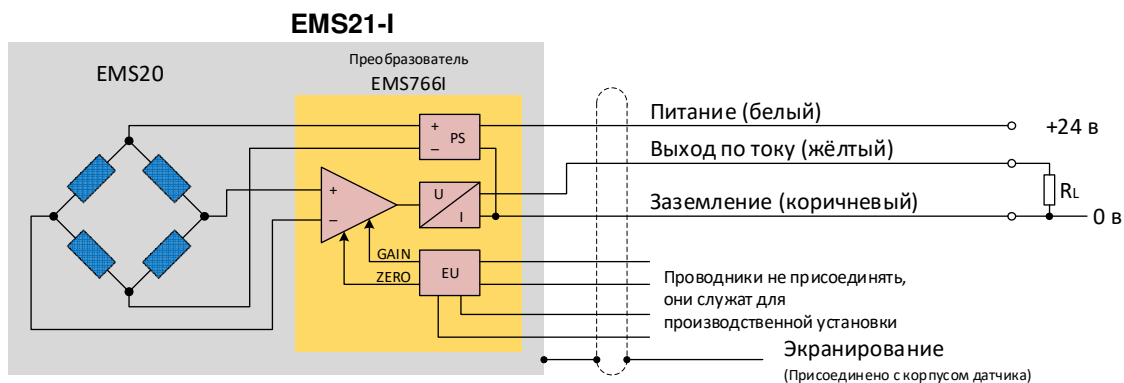 EMS21-I
EMS20
Преобразователь
EMS766I
+
−
PS
+
−
U
I
GAIN
ZERO
EU
Питание (белый)
+24 в
Выход по току (жёлтый)
RL
Заземление (коричневый)
0 в
Проводники не присоединять,
они служат для
производственной установки
Экранирование
(Присоединено с корпусом датчика)